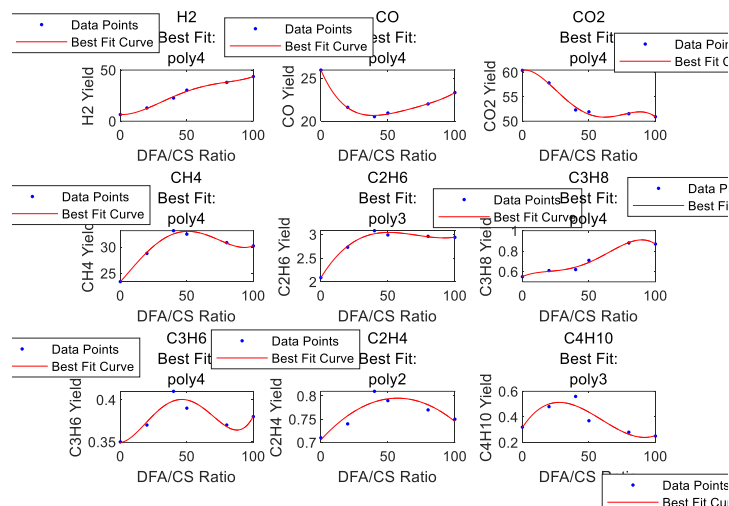 H2
Best Fit:
poly4
Data Points
Best Fit Curve
50
0
H2 Yield
0 50 100
DFA/CS Ratio
CO
Best Fit:
poly4
Data Points
Best Fit Curve
25
20
CO Yield
0 50 100
DFA/CS Ratio
CO2
Best Fit:
poly4
Data Poin
Best Fit C
60
55
50
CO2 Yield
0 50 100
DFA/CS Ratio
CH4
Best Fit:
poly4
Data Points
Best Fit Curve
30
25
CH4 Yield
0 50 100
DFA/CS Ratio
C2H6
Best Fit:
poly3
Data Points
Best Fit Curve
3
2.5
2
C2H6 Yield
0 50 100
DFA/CS Ratio
C3H8
Best Fit:
poly4
Data P
Best Fi
1
0.8
0.6
C3H8 Yield
0 50 100
DFA/CS Ratio
C3H6
Best Fit:
poly4
Data Points
Best Fit Curve
0.4
0.35
C3H6 Yield
0 50 100
DFA/CS Ratio
C2H4
Best Fit:
poly2
Data Points
Best Fit Curve
0.8
0.75
0.7
C2H4 Yield
0 50 100
DFA/CS Ratio
C4H10
Best Fit:
poly3
0.6
0.4
0.2
C4H10 Yield
0 50 100
DFA/CS Ratio
Data Points
Best Fit Cu